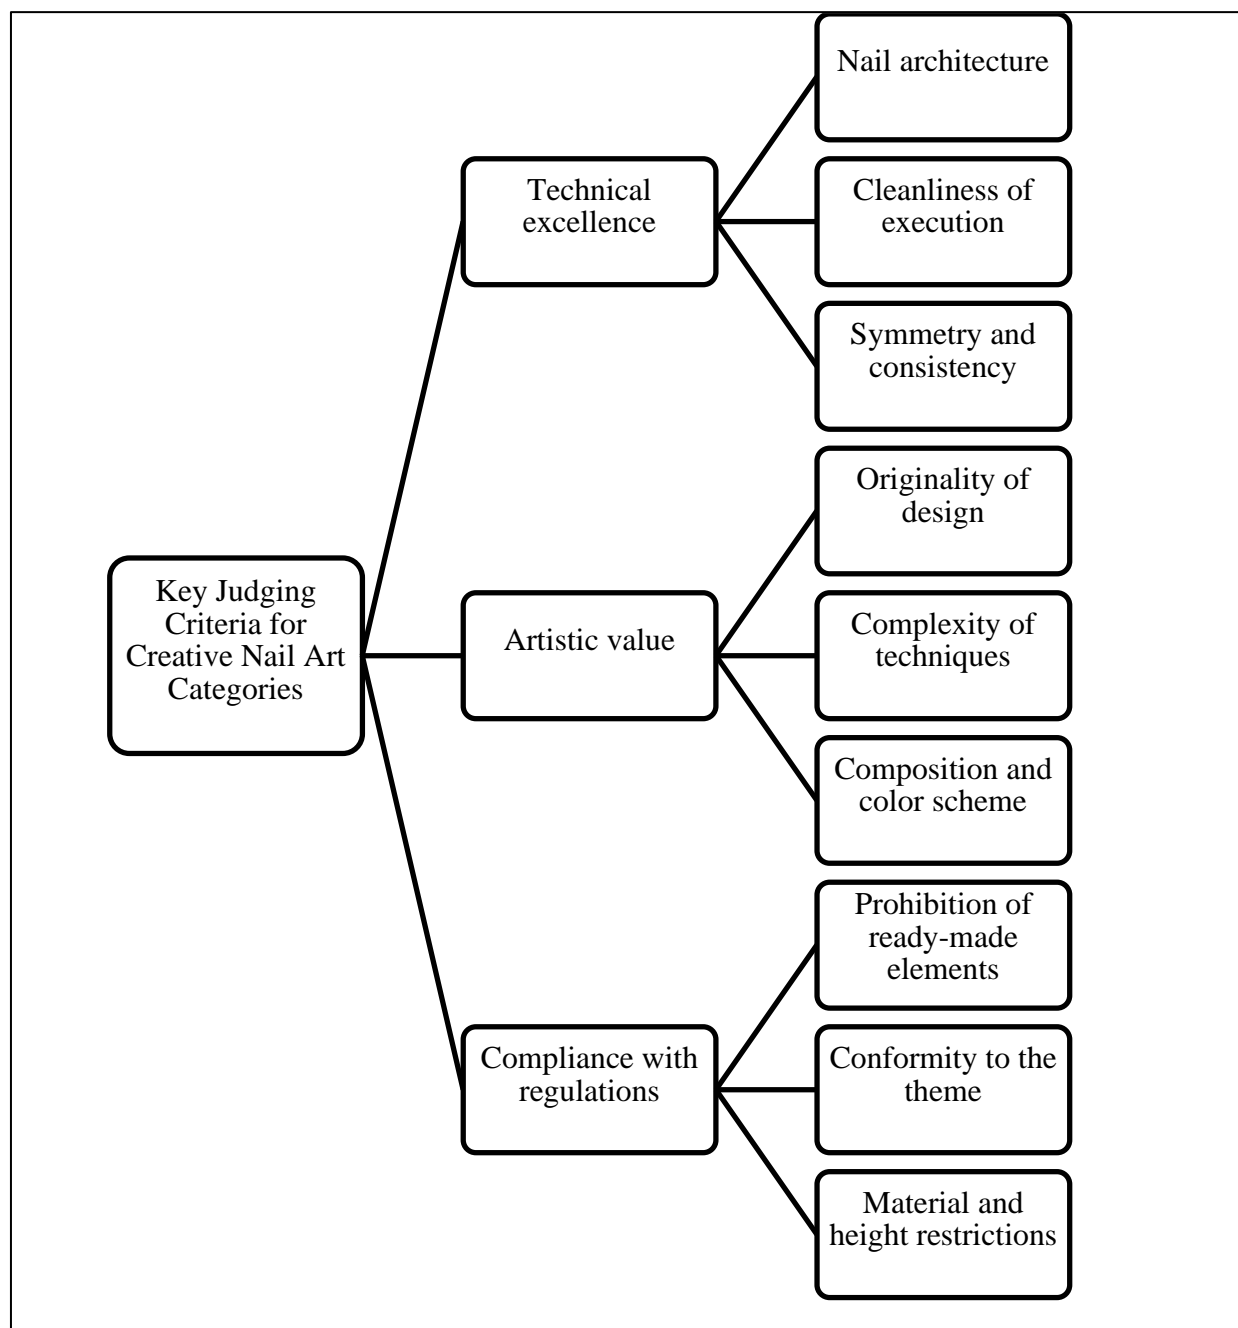 Key Judging
Criteria for
Creative Nail Art
Categories
Technical
excellence
Nail architecture
Cleanliness of
execution
Symmetry and
consistency
Artistic value
Originality of
design
Complexity of
techniques
Composition and
color scheme
Compliance with
regulations
Prohibition of
ready-made
elements
Conformity to the
theme
Material and
height restrictions